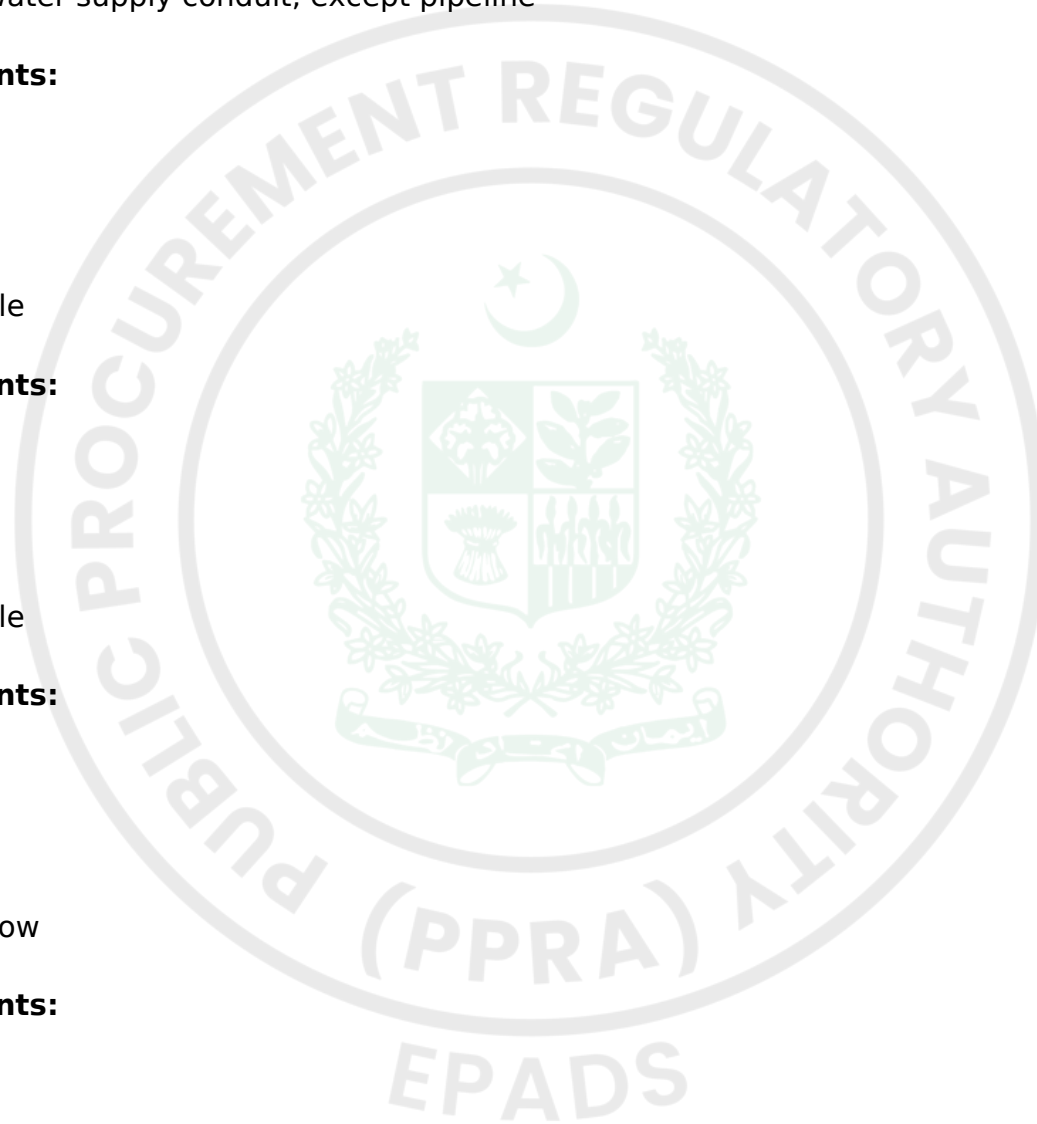 water supply conduit, except pipeline
nts:
le
nts:
le
nts:
ow
nts:
PUBLIC PROCUREMENT REGULATORY AUTHORITY
(PPRA)
EPADS